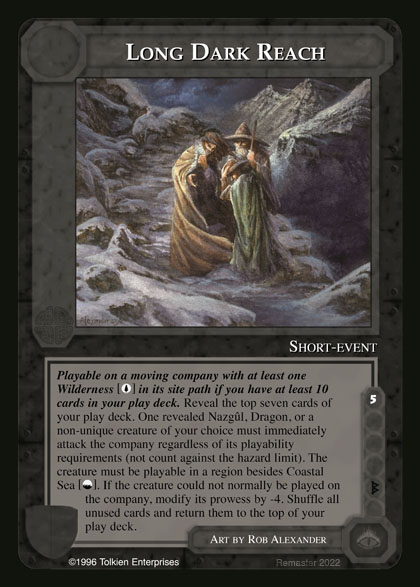 LONG DARK REACH
SHORT-EVENT
Playable on a moving company with at least one
Wilderness [] in its site path if you have at least 10
cards in your play deck. Reveal the top seven cards of
your play deck. One revealed Nazgûl, Dragon, or a
non-unique creature of your choice must immediately
attack the company regardless of its playability
requirements (not count against the hazard limit). The
creature must be playable in a region besides Coastal
Sea []. If the creature could not normally be played on
the company, modify its prowess by -4. Shuffle all
unused cards and return them to the top of your
play deck.
5
ART BY ROB ALEXANDER
©1996 Tolkien Enterprises
Remaster 2022